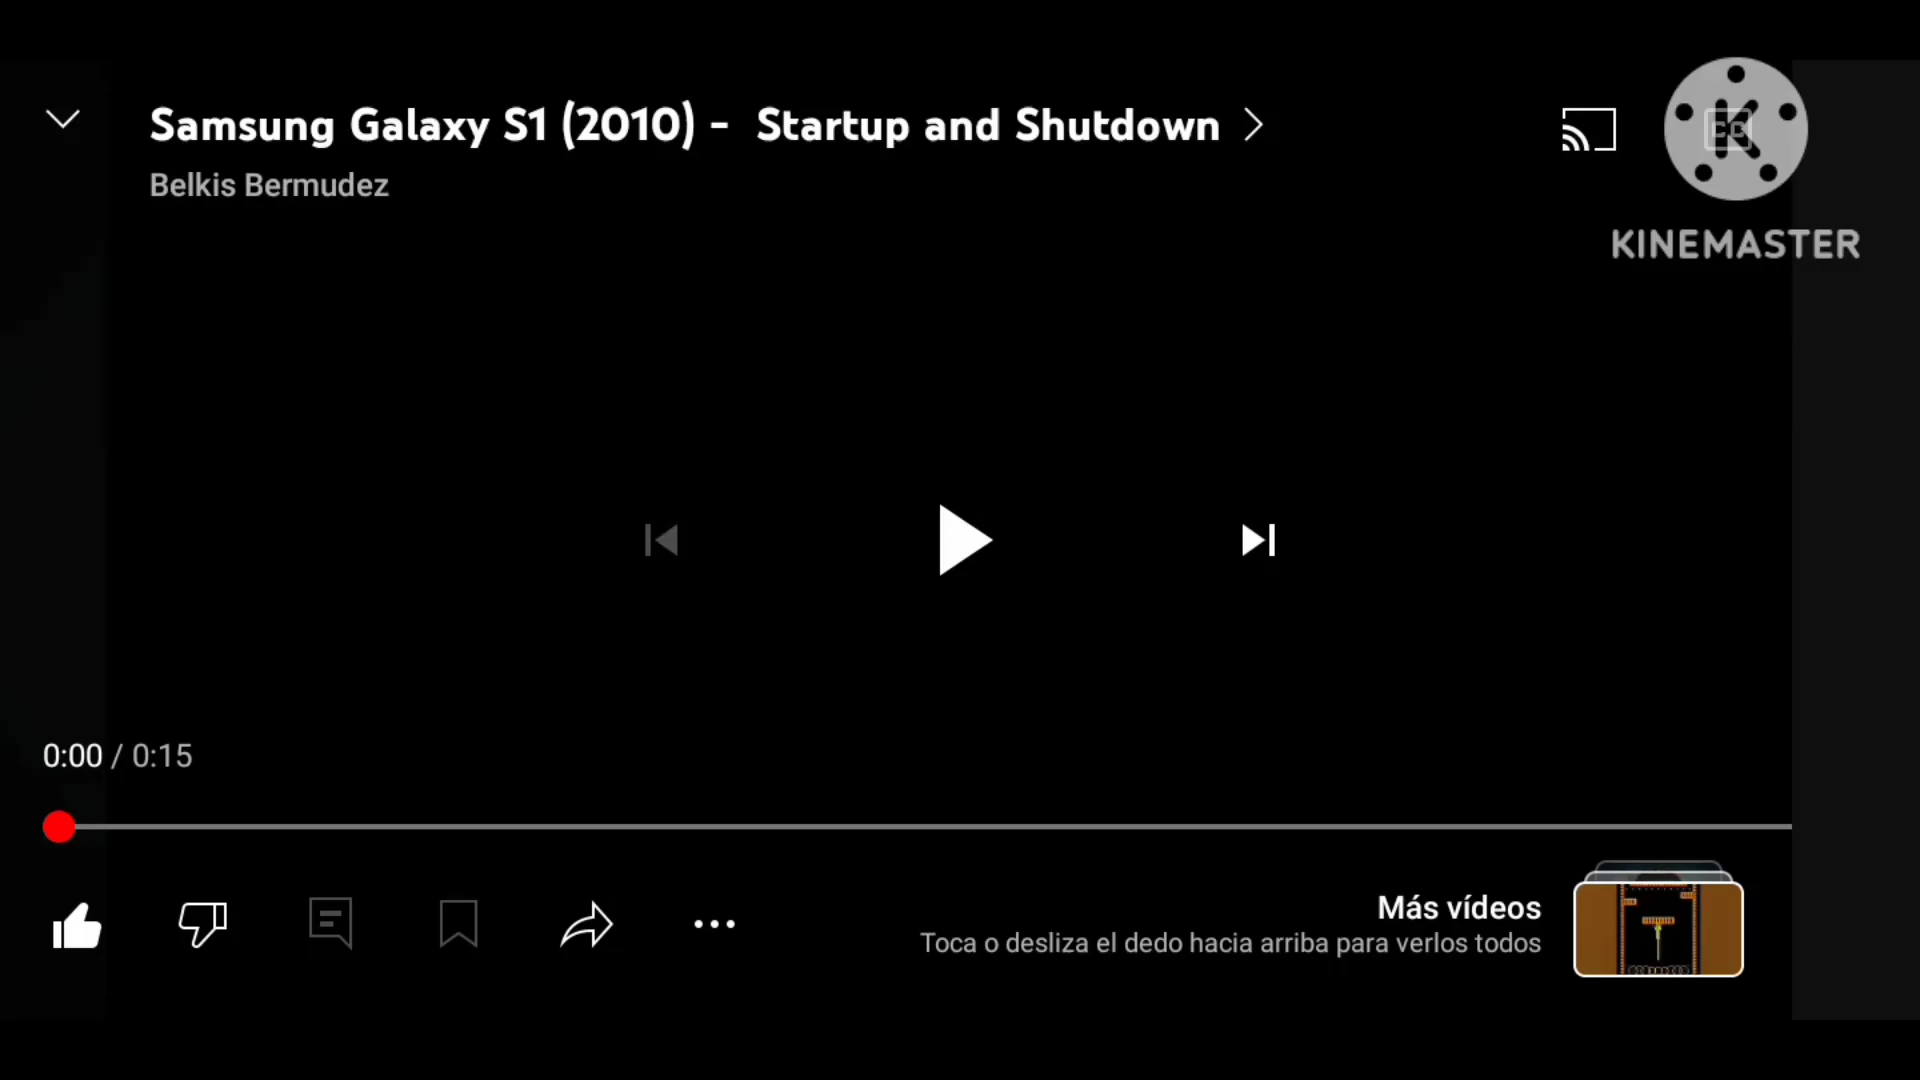 Samsung Galaxy S1 (2010) - Startup and Shutdown
Belkis Bermudez
CC
KINEMASTER
0:00 / 0:15
Más vídeos
Toca o desliza el dedo hacia arriba para verlos todos